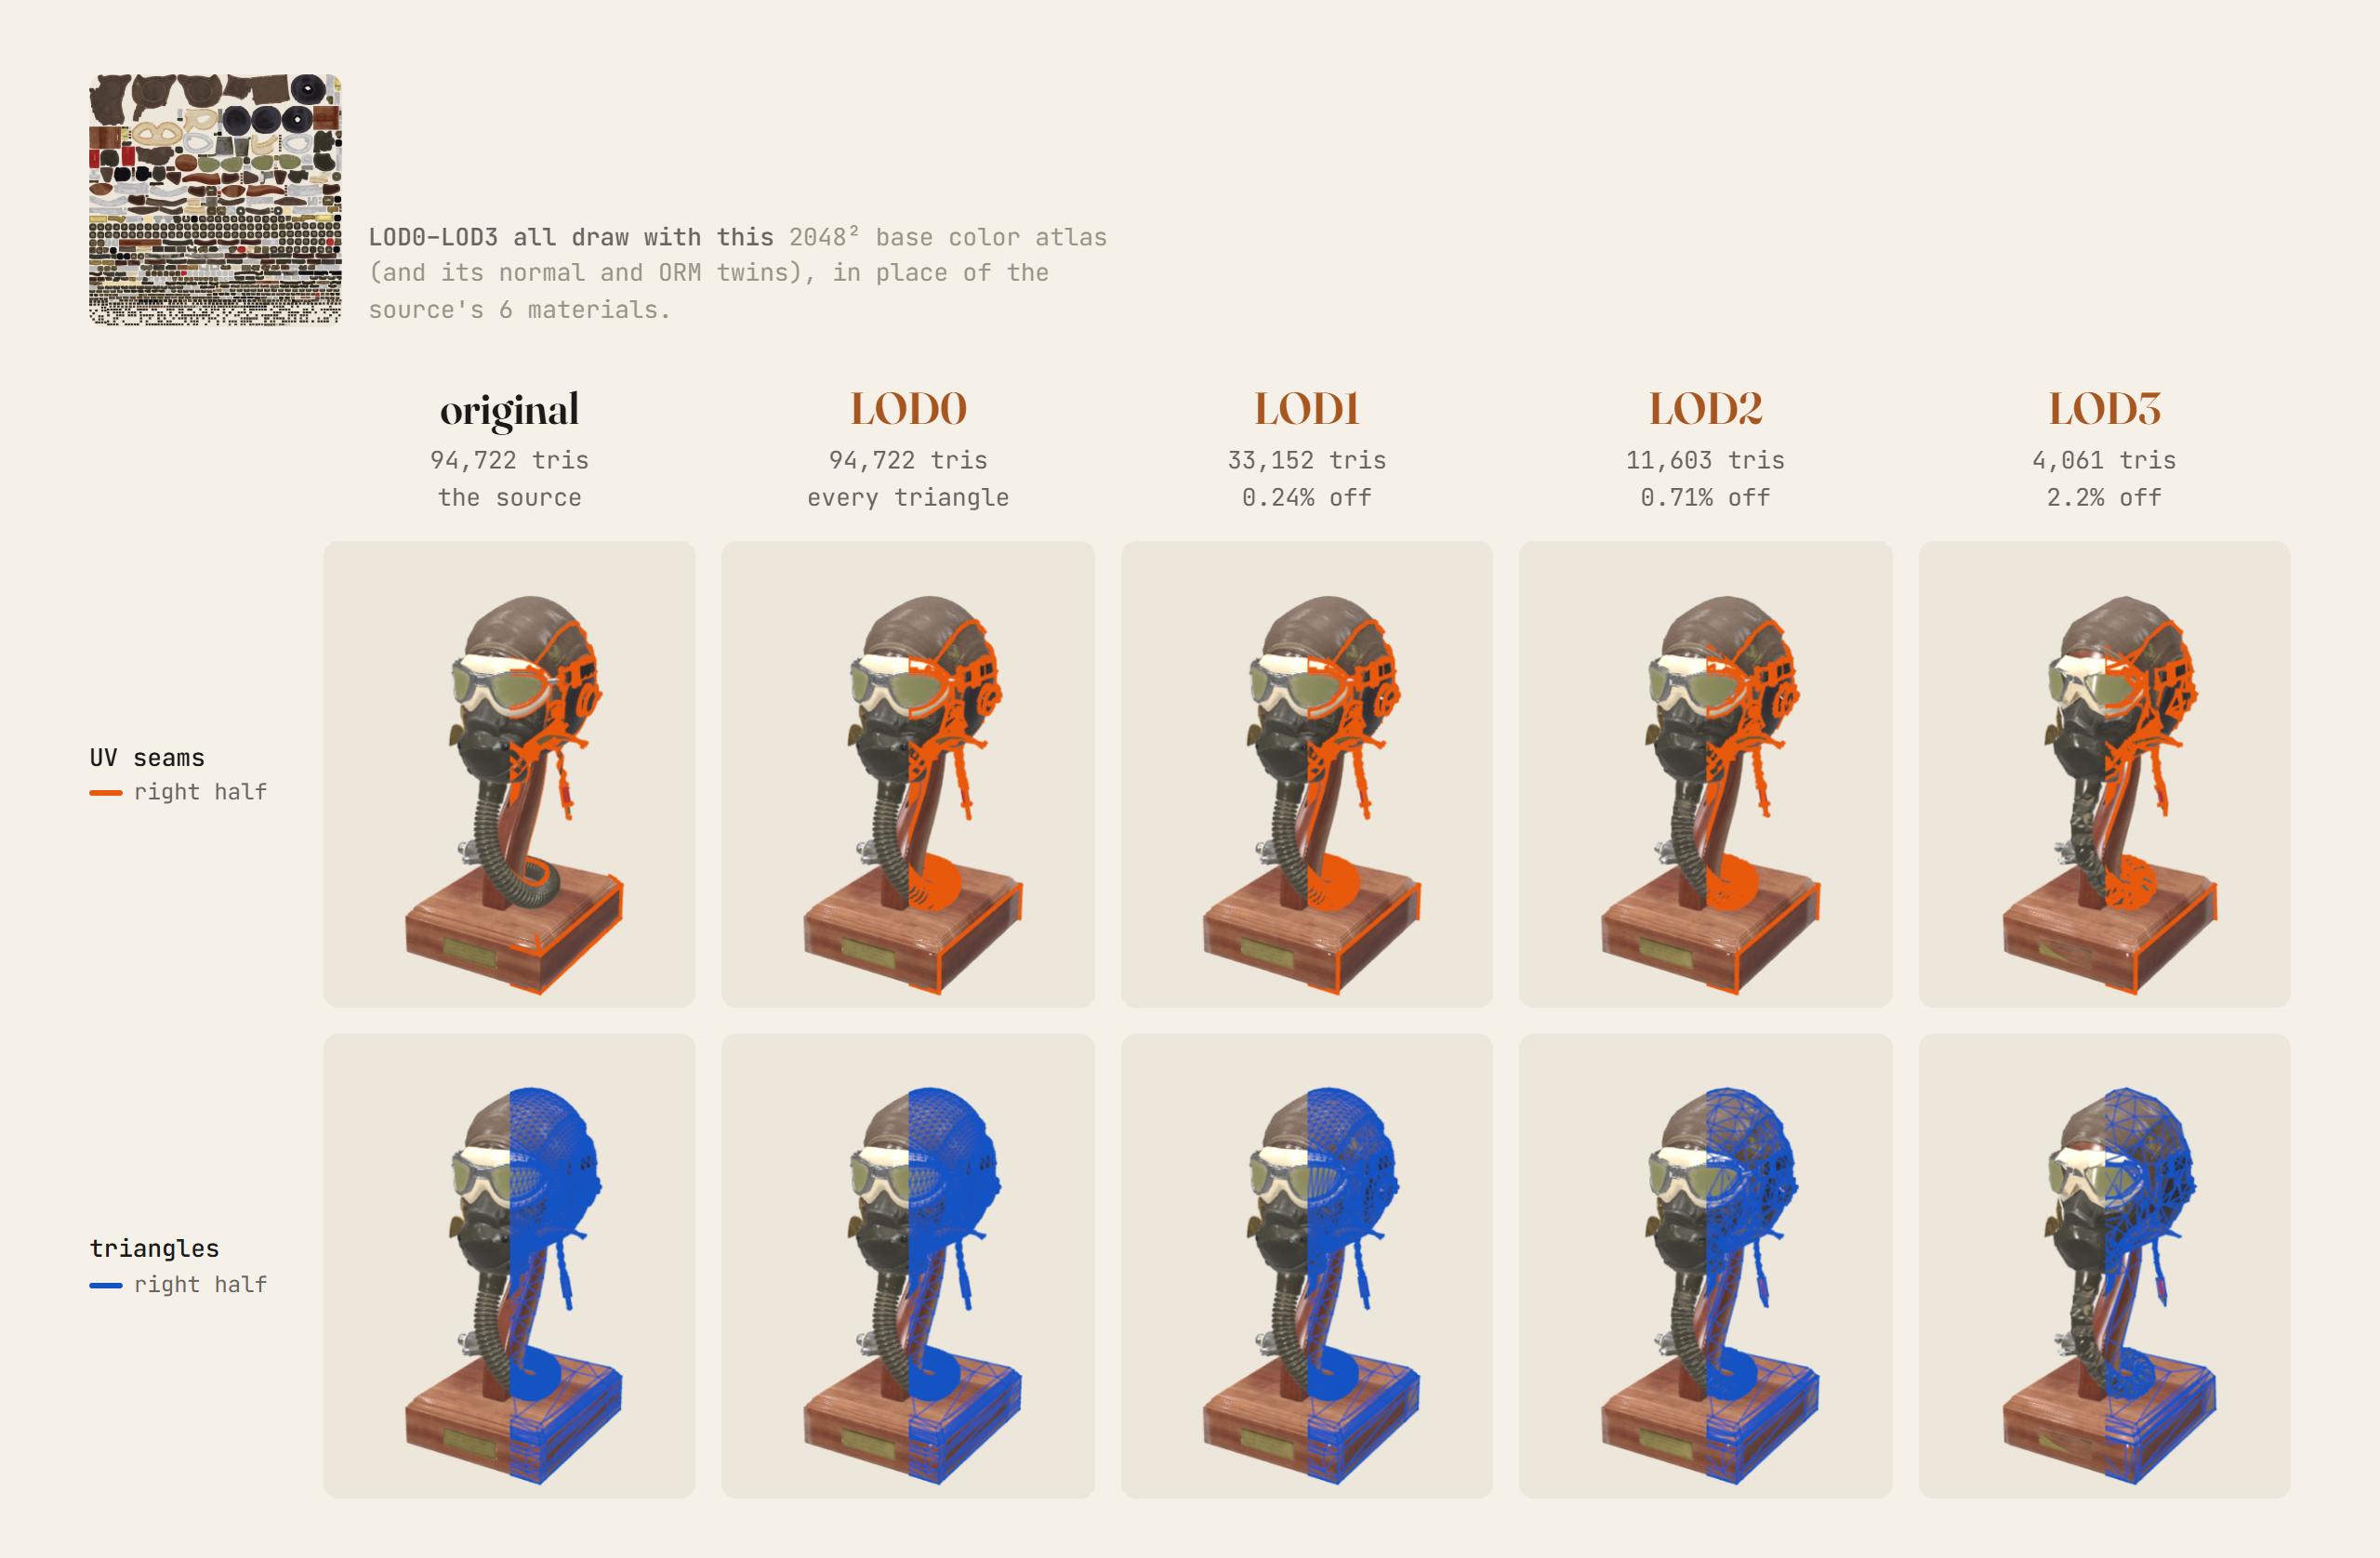 LOD0–LOD3 all draw with this 2048² base color atlas
(and its normal and ORM twins), in place of the
source's 6 materials.
original
94,722 tris
the source
LOD0
94,722 tris
every triangle
LOD1
33,152 tris
0.24% off
LOD2
11,603 tris
0.71% off
LOD3
4,061 tris
2.2% off
UV seams
right half
triangles
right half